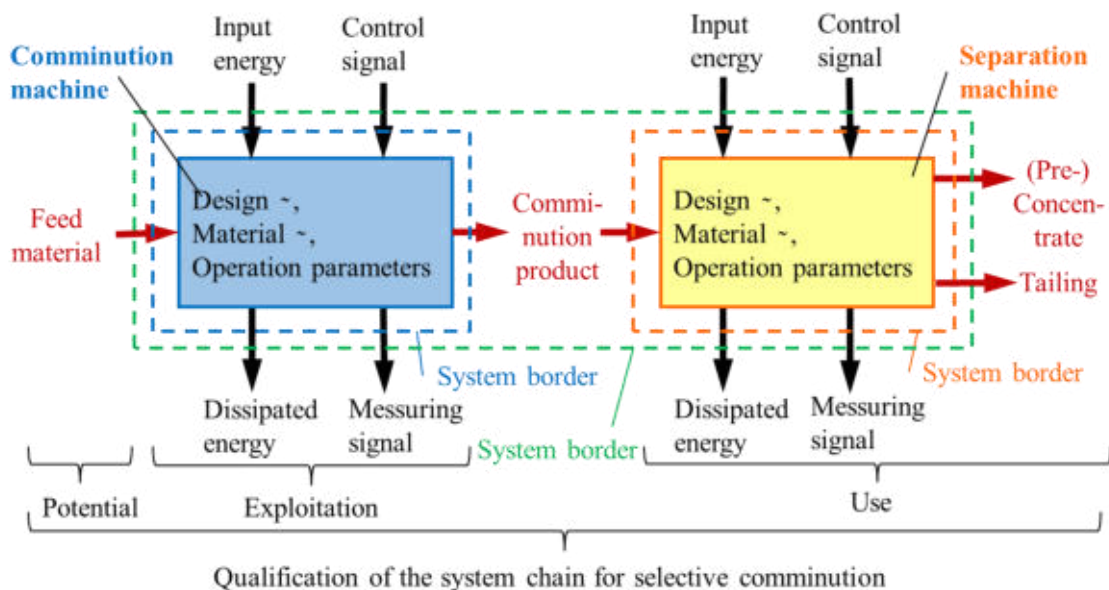 Input
energy
Control
signal
Input
energy
Control
signal
Comminution
machine
Separation
machine
Feed
material
Design ~,
Material ~,
Operation parameters
Commi-
nution
product
Design ~,
Material ~,
Operation parameters
(Pre-)
Concen-
trate
Tailing
System border
System border
Dissipated
energy
Messuring
signal
System border
Dissipated
energy
Messuring
signal
Potential
Exploitation
Use
Qualification of the system chain for selective comminution